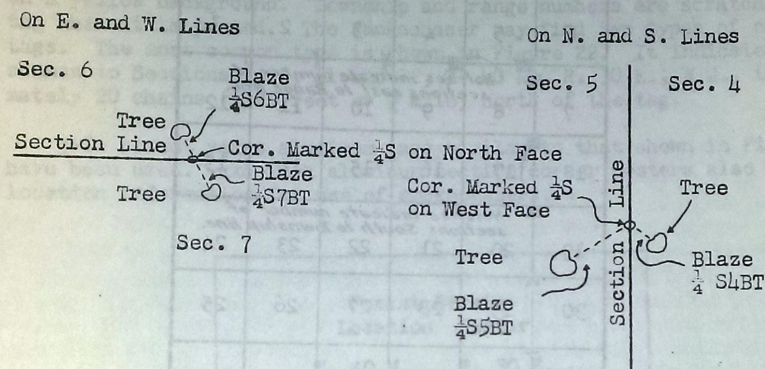 On E. and W. Lines
Sec. 6
Blaze
¼S6BT
Tree
Section Line
Cor. Marked ¼S on North Face
Blaze
¼S7BT
Tree
Sec. 7
On N. and S. Lines
Sec. 5
Sec. 4
Section Line
Cor. Marked ¼S
on West Face
Tree
Tree
Blaze
¼ S4BT
Blaze
¼S5BT